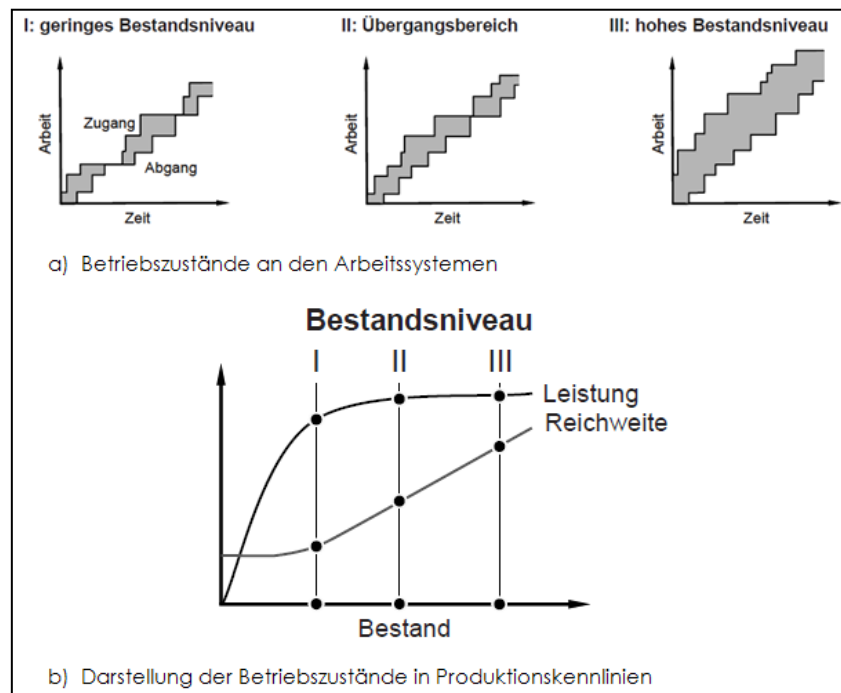 I: geringes Bestandsniveau
II: Übergangsbereich
III: hohes Bestandsniveau
Arbeit
Zugang
Abgang
Zeit
Arbeit
Zeit
Arbeit
Zeit
a) Betriebszustände an den Arbeitssystemen
Bestandsniveau
I II III
Leistung
Reichweite
Bestand
b) Darstellung der Betriebszustände in Produktionskennlinien